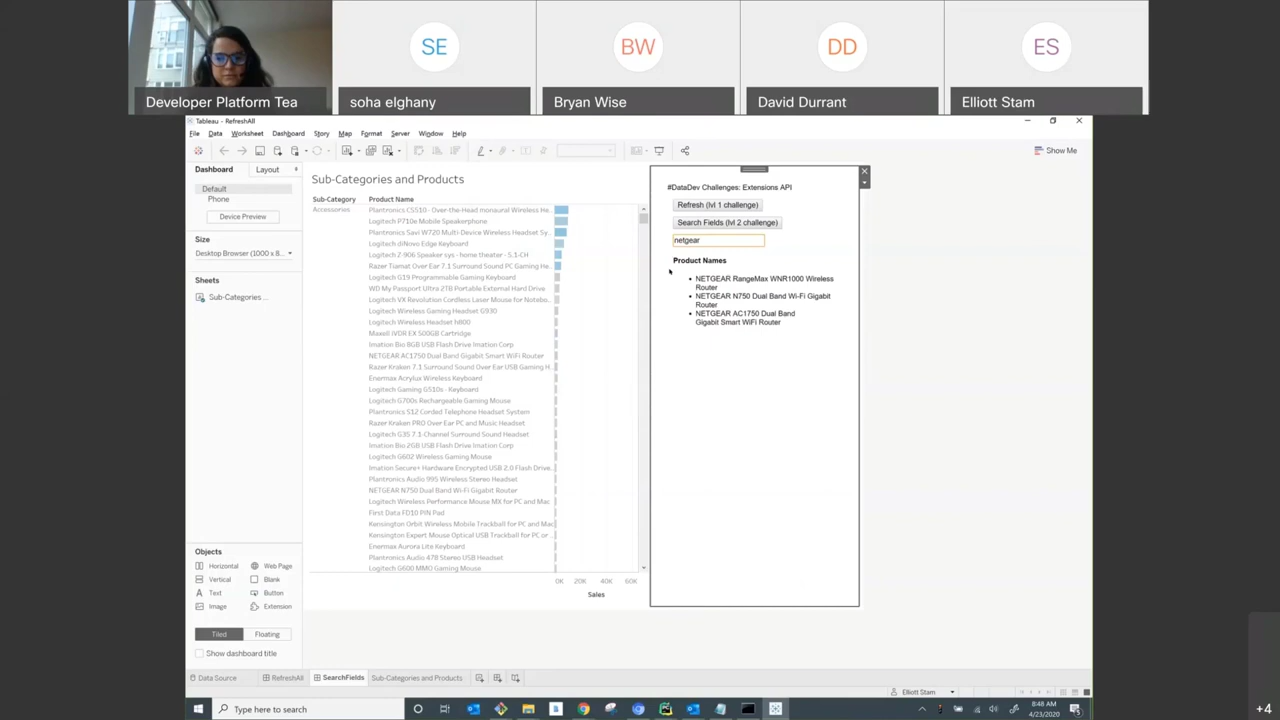 SE
BW
DD
ES
Developer Platform Tea
soha elghany
Bryan Wise
David Durrant
Elliott Stam
Tableau - RefreshAll
File Data Worksheet Dashboard Story Map Format Server Window Help
Show Me
Dashboard Layout
Default
Phone
Device Preview
Size
Desktop Browser (1000 x 8...
Sheets
Sub-Categories ...
Objects
Horizontal Web Page
Vertical Blank
Text Button
Image Extension
Tiled Floating
Show dashboard title
Sub-Categories and Products
Sub-Category Product Name
Accessories Plantronics CS510 - Over-the-Head monaural Wireless He...
Logitech P710e Mobile Speakerphone
Plantronics Savi W720 Multi-Device Wireless Headset Sy...
Logitech diNovo Edge Keyboard
Logitech Z-906 Speaker sys - home theater - 5.1-CH
Razer Tiamat Over Ear 7.1 Surround Sound PC Gaming He...
Logitech G19 Programmable Gaming Keyboard
WD My Passport Ultra 2TB Portable External Hard Drive
Logitech VX Revolution Cordless Laser Mouse for Notebo...
Logitech Wireless Gaming Headset G930
Logitech Wireless Headset h800
Maxell iVDR EX 500GB Cartridge
Imation Bio 8GB USB Flash Drive Imation Corp
NETGEAR AC1750 Dual Band Gigabit Smart WiFi Router
Razer Kraken 7.1 Surround Sound Over Ear USB Gaming H...
Enermax Acrylux Wireless Keyboard
Logitech Gaming G510s - Keyboard
Logitech G700s Rechargeable Gaming Mouse
Plantronics S12 Corded Telephone Headset System
Razer Kraken PRO Over Ear PC and Music Headset
Logitech G35 7.1-Channel Surround Sound Headset
Imation Bio 2GB USB Flash Drive Imation Corp
Logitech G602 Wireless Gaming Mouse
Imation Secure+ Hardware Encrypted USB 2.0 Flash Drive...
Plantronics Audio 995 Wireless Stereo Headset
NETGEAR N750 Dual Band Wi-Fi Gigabit Router
Logitech Wireless Performance Mouse MX for PC and Mac
First Data FD10 PIN Pad
Kensington Orbit Wireless Mobile Trackball for PC and Mac
Kensington Expert Mouse Optical USB Trackball for PC or ...
Enermax Aurora Lite Keyboard
Plantronics Audio 478 Stereo USB Headset
Logitech G600 MMO Gaming Mouse
0K 20K 40K 60K
Sales
#DataDev Challenges: Extensions API
Refresh (lvl 1 challenge)
Search Fields (lvl 2 challenge)
netgear
Product Names
NETGEAR RangeMax WNR1000 Wireless
Router
NETGEAR N750 Dual Band Wi-Fi Gigabit
Router
NETGEAR AC1750 Dual Band
Gigabit Smart WiFi Router
Data Source RefreshAll SearchFields Sub-Categories and Products
Elliott Stam
Type here to search
8:48 AM
4/23/2020
+4